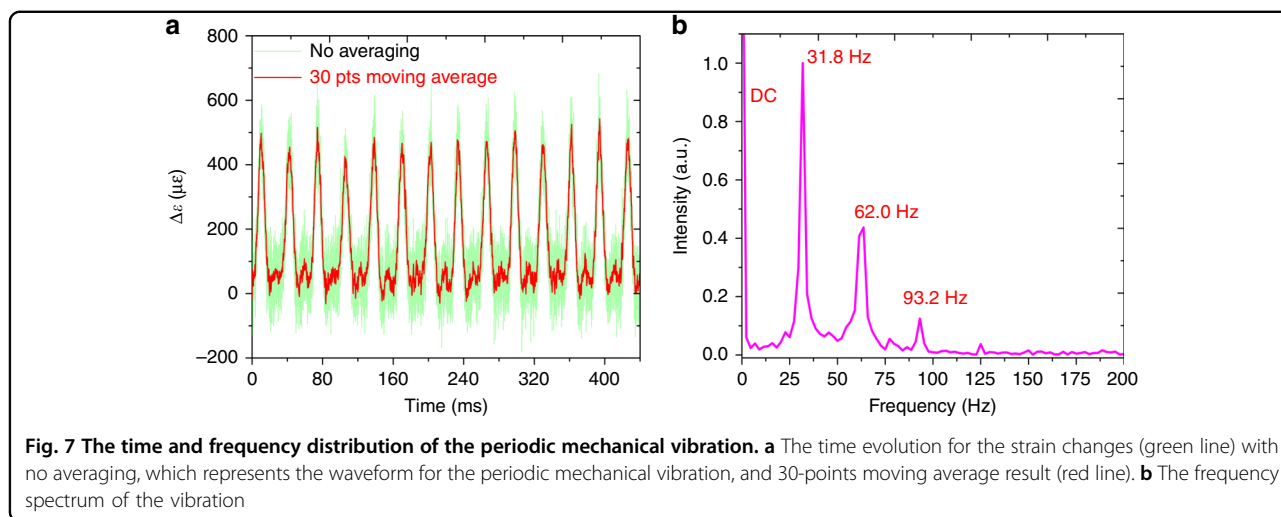 a
800
600
400
200
0
−200
Δε (με)
No averaging
30 pts moving average
0 80 160 240 320 400
Time (ms)
b
1.0
0.8
0.6
0.4
0.2
0.0
Intensity (a.u.)
DC
31.8 Hz
62.0 Hz
93.2 Hz
0 25 50 75 100 125 150 175 200
Frequency (Hz)
Fig. 7 The time and frequency distribution of the periodic mechanical vibration. a The time evolution for the strain changes (green line) with
no averaging, which represents the waveform for the periodic mechanical vibration, and 30-points moving average result (red line). b The frequency
spectrum of the vibration